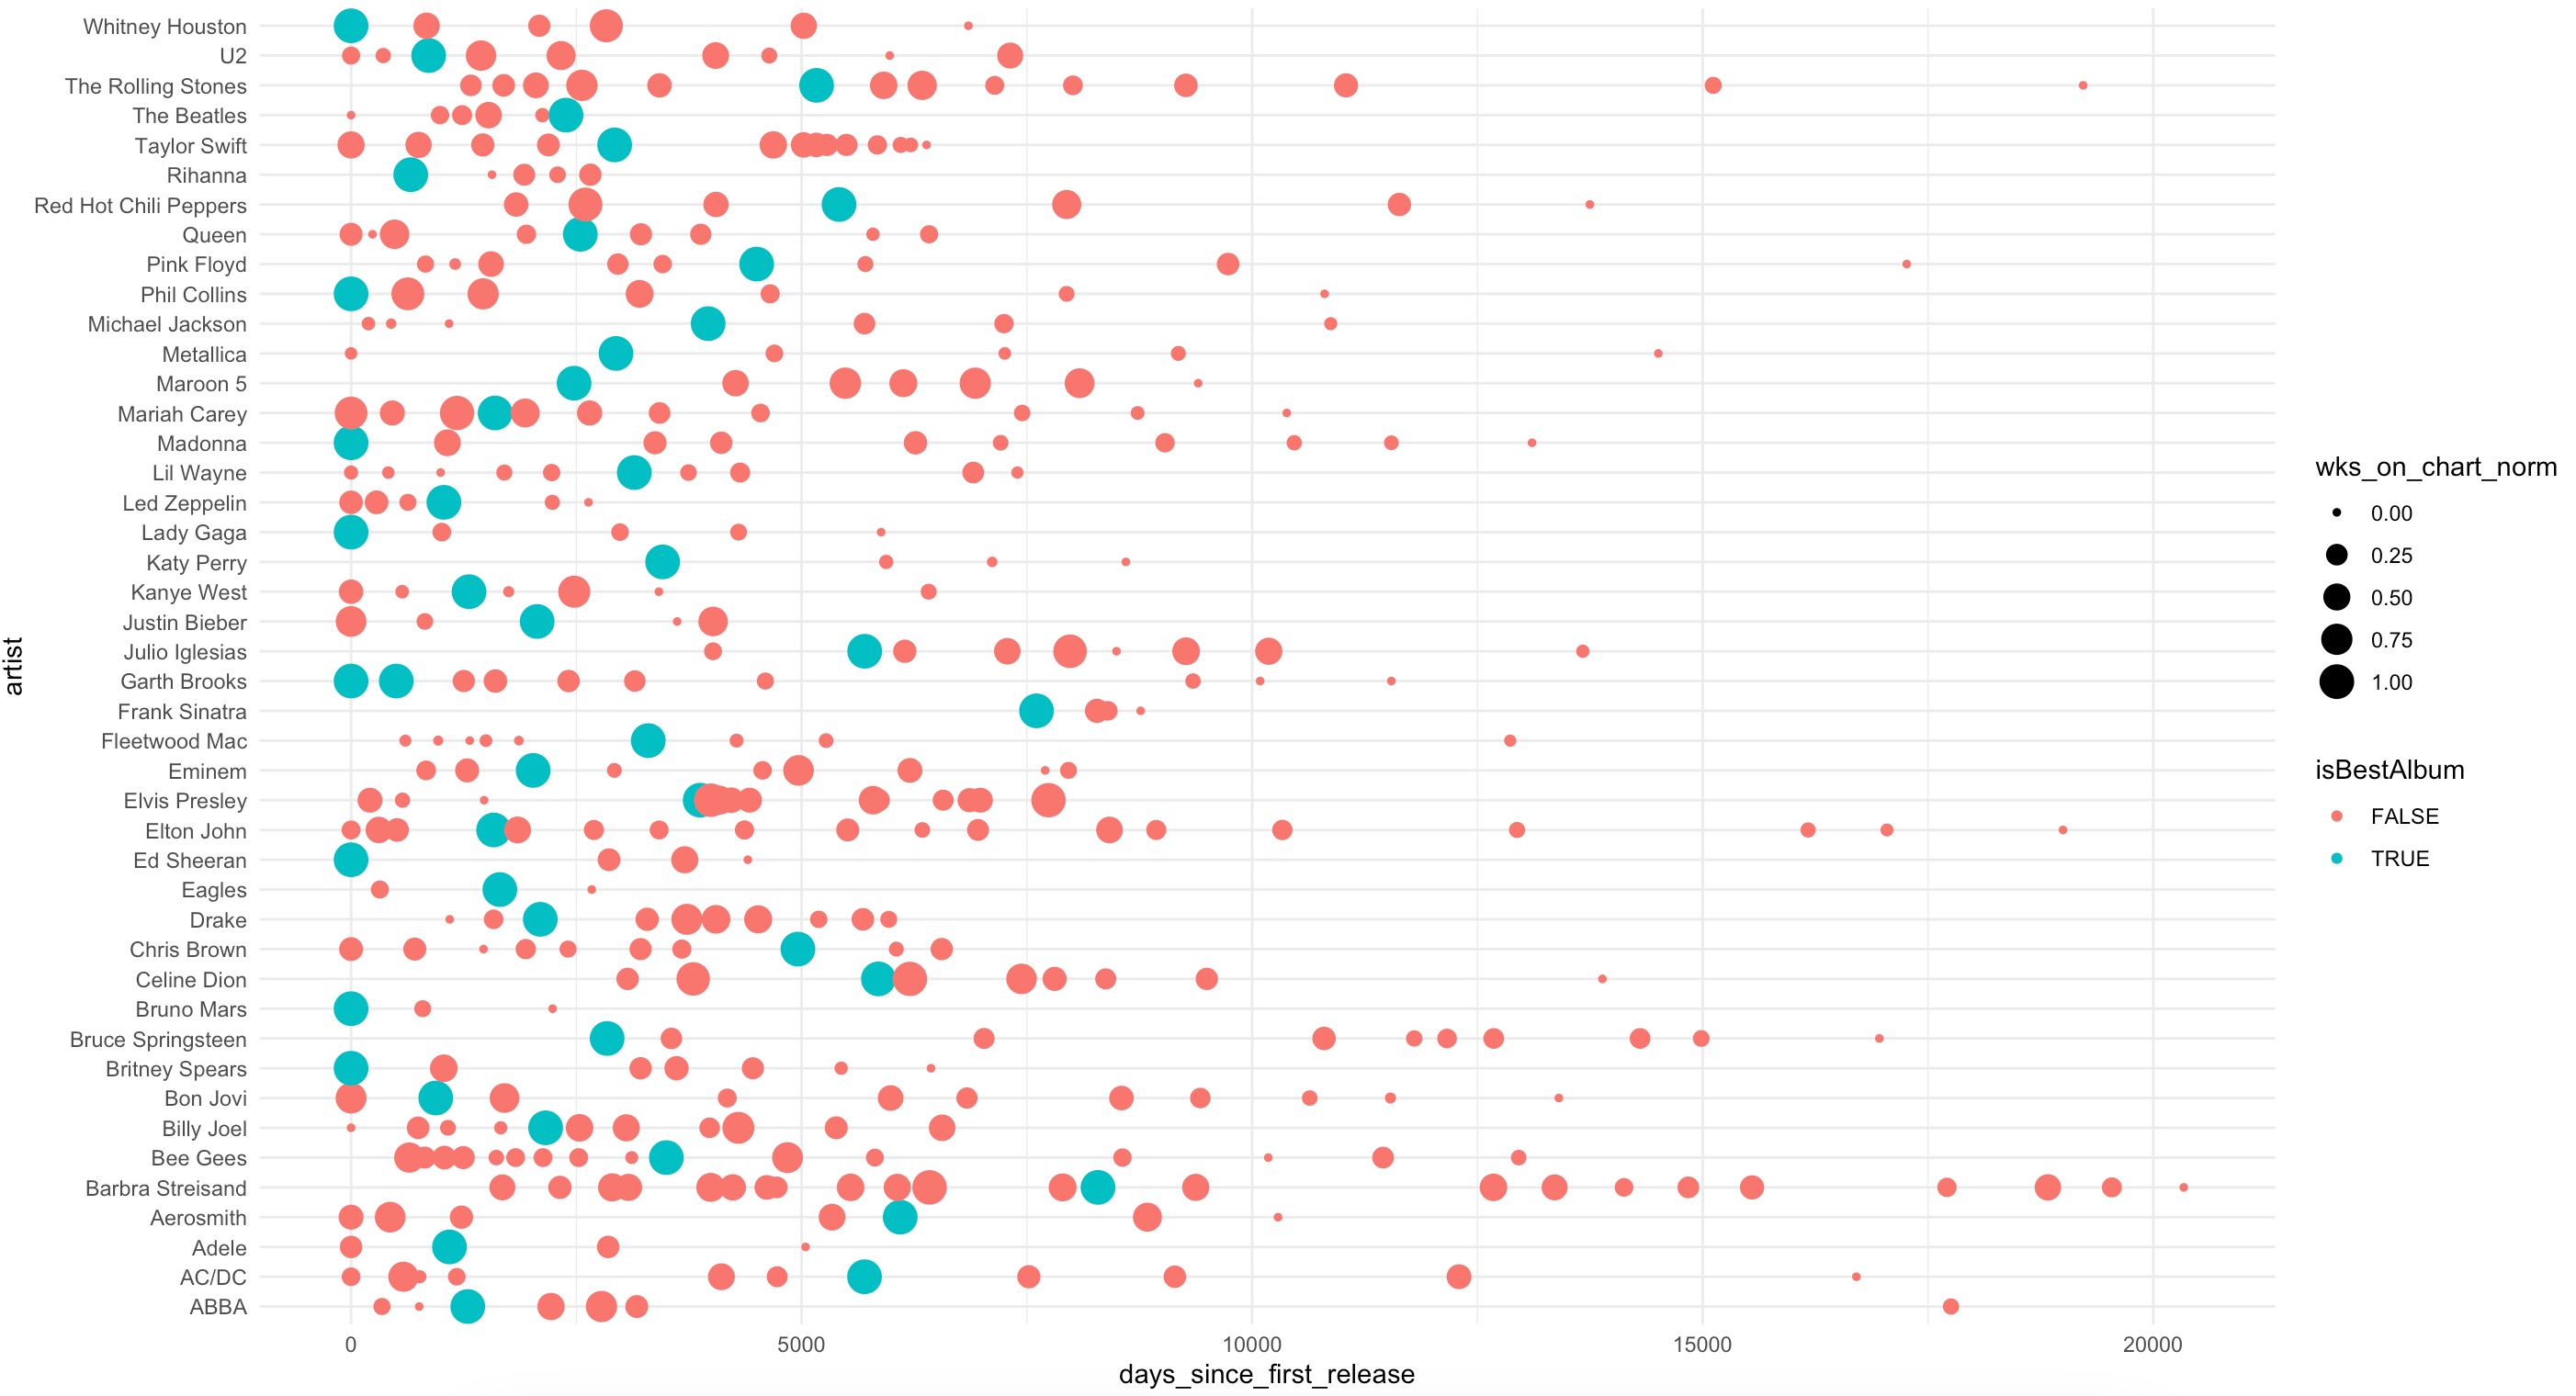 Whitney Houston
U2
The Rolling Stones
The Beatles
Taylor Swift
Rihanna
Red Hot Chili Peppers
Queen
Pink Floyd
Phil Collins
Michael Jackson
Metallica
Maroon 5
Mariah Carey
Madonna
Lil Wayne
Led Zeppelin
Lady Gaga
Katy Perry
Kanye West
Justin Bieber
Julio Iglesias
Garth Brooks
Frank Sinatra
Fleetwood Mac
Eminem
Elvis Presley
Elton John
Ed Sheeran
Eagles
Drake
Chris Brown
Celine Dion
Bruno Mars
Bruce Springsteen
Britney Spears
Bon Jovi
Billy Joel
Bee Gees
Barbra Streisand
Aerosmith
Adele
AC/DC
ABBA
artist
0 5000 10000 15000 20000
days_since_first_release
wks_on_chart_norm
0.00
0.25
0.50
0.75
1.00
isBestAlbum
FALSE
TRUE